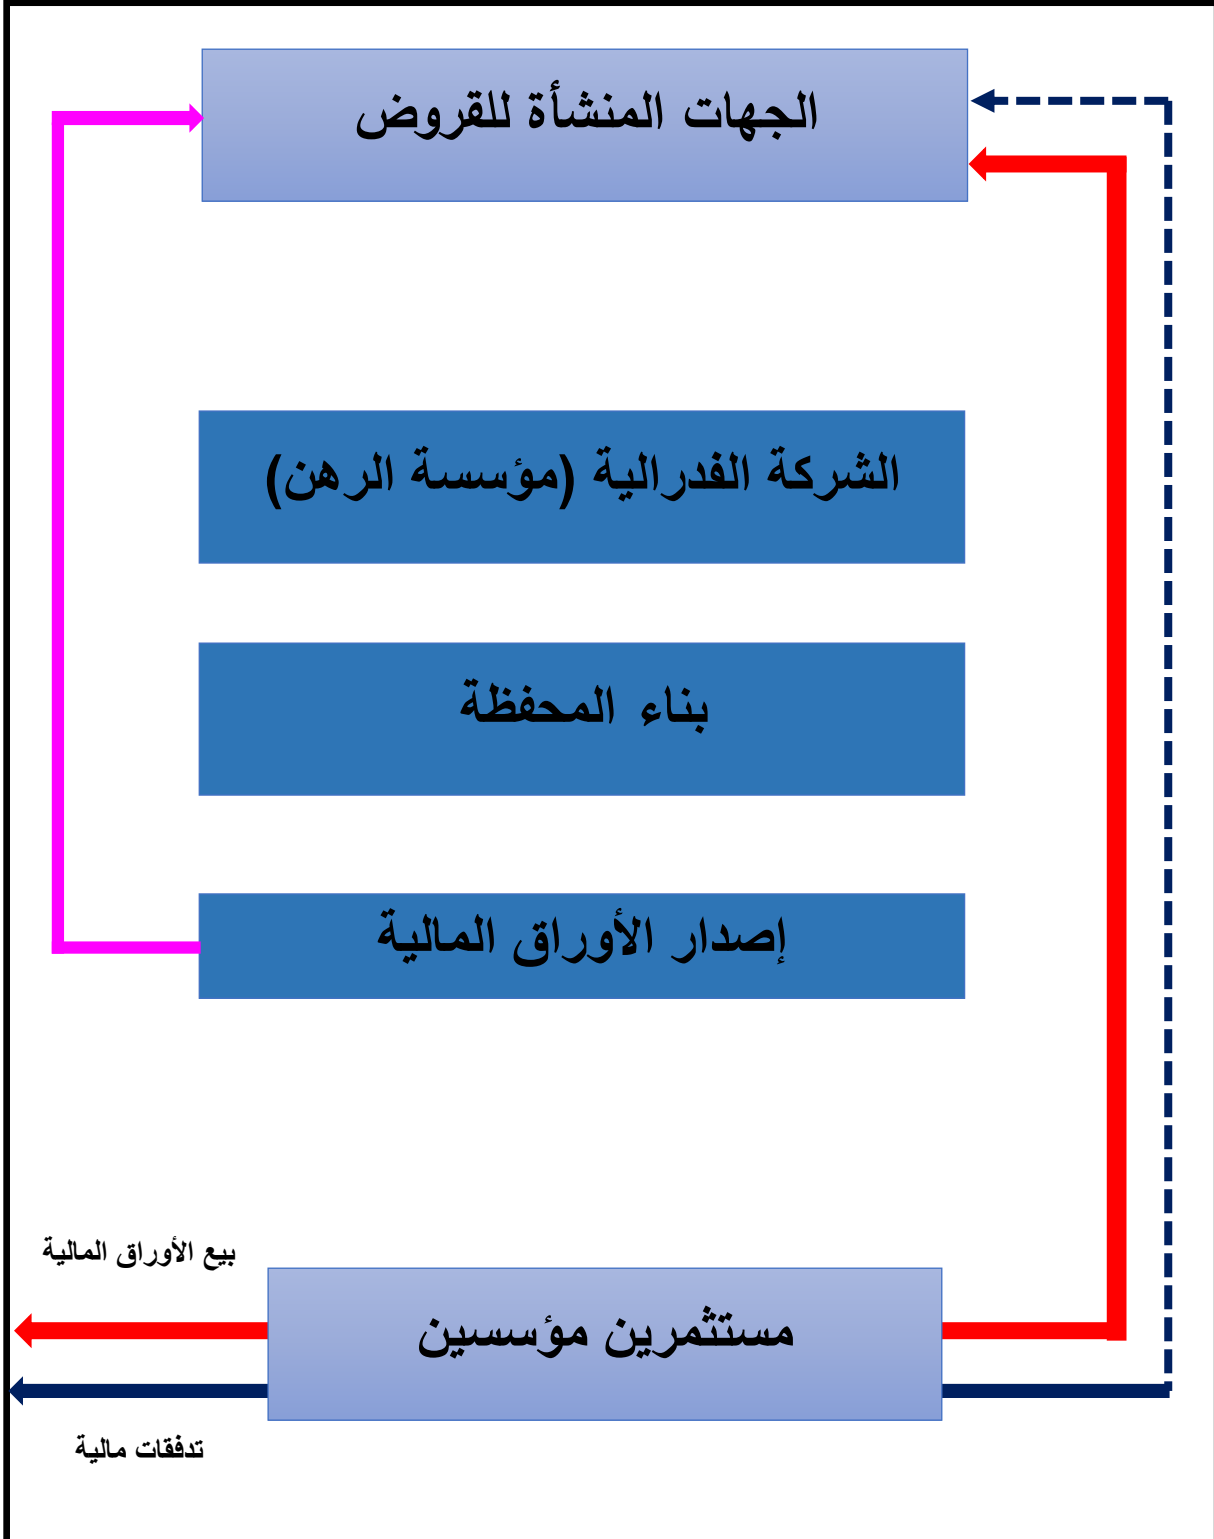 الجهات المنشأة للقروض
الشركة الفدرالية (مؤسسة الرهن)
بناء المحفظة
إصدار الأوراق المالية
بيع الأوراق المالية
مستثمرين مؤسسين
تدفقات مالية